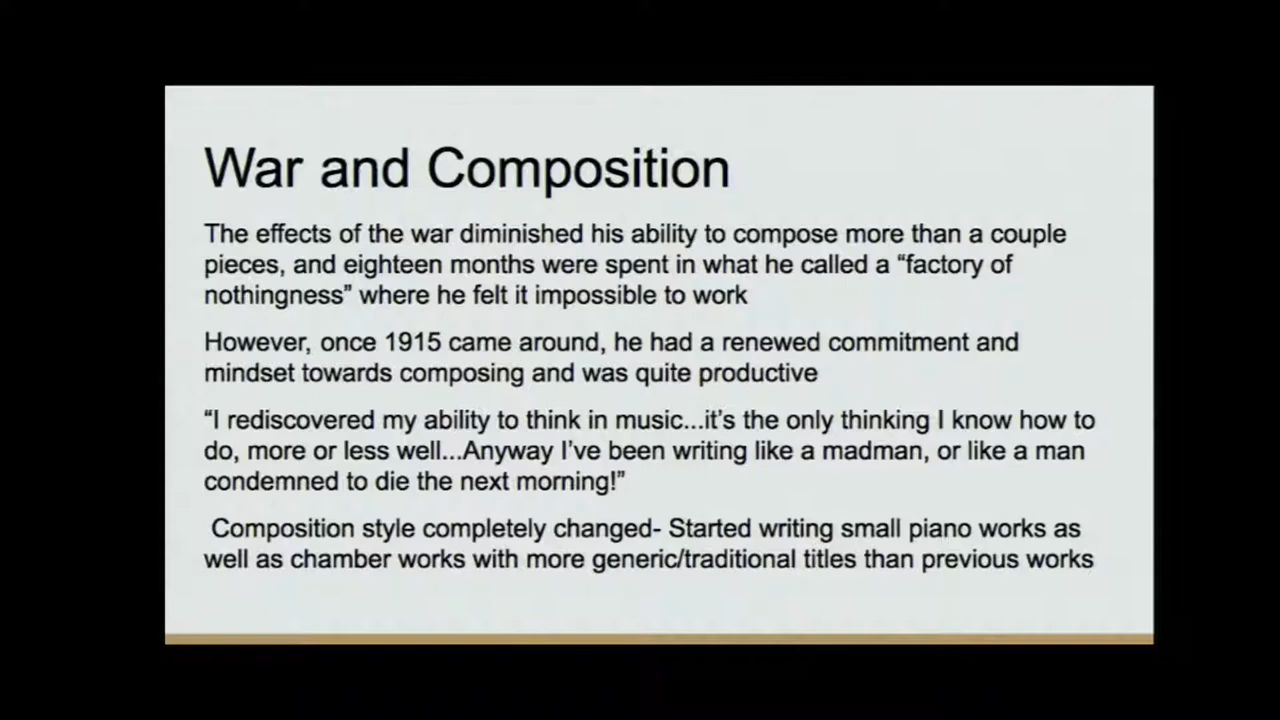 War and Composition
The effects of the war diminished his ability to compose more than a couple
pieces, and eighteen months were spent in what he called a “factory of
nothingness” where he felt it impossible to work
However, once 1915 came around, he had a renewed commitment and
mindset towards composing and was quite productive
“I rediscovered my ability to think in music...it’s the only thinking I know how to
do, more or less well...Anyway I’ve been writing like a madman, or like a man
condemned to die the next morning!”
Composition style completely changed- Started writing small piano works as
well as chamber works with more generic/traditional titles than previous works